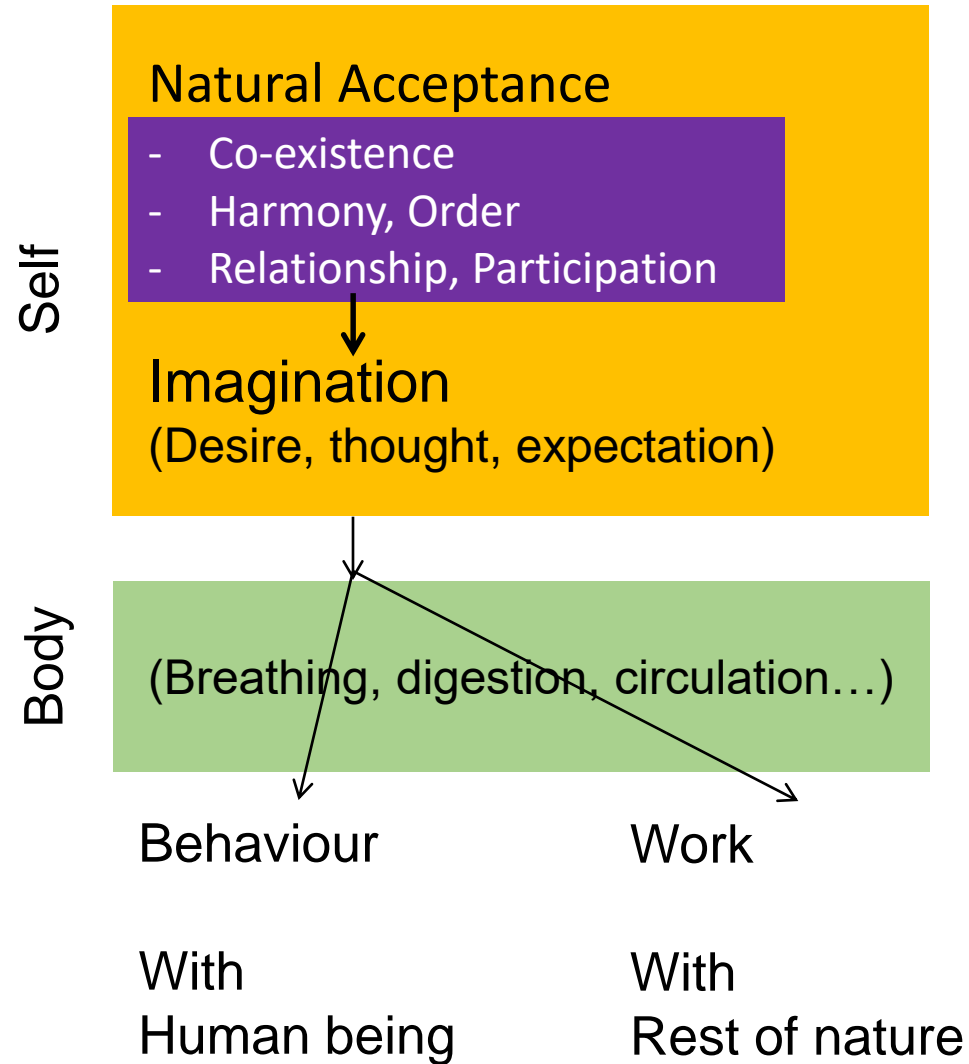 Self
Natural Acceptance
- Co-existence
- Harmony, Order
- Relationship, Participation
Imagination
(Desire, thought, expectation)
Body
(Breathing, digestion, circulation…)
Behaviour
Work
With
Human being
With
Rest of nature